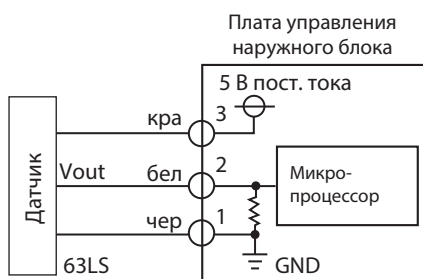 Плата управления
наружного блока
5 В пост. тока
кра 3
Датчик
Vout бел 2
Микро-
процессор
чер 1
63LS
GND